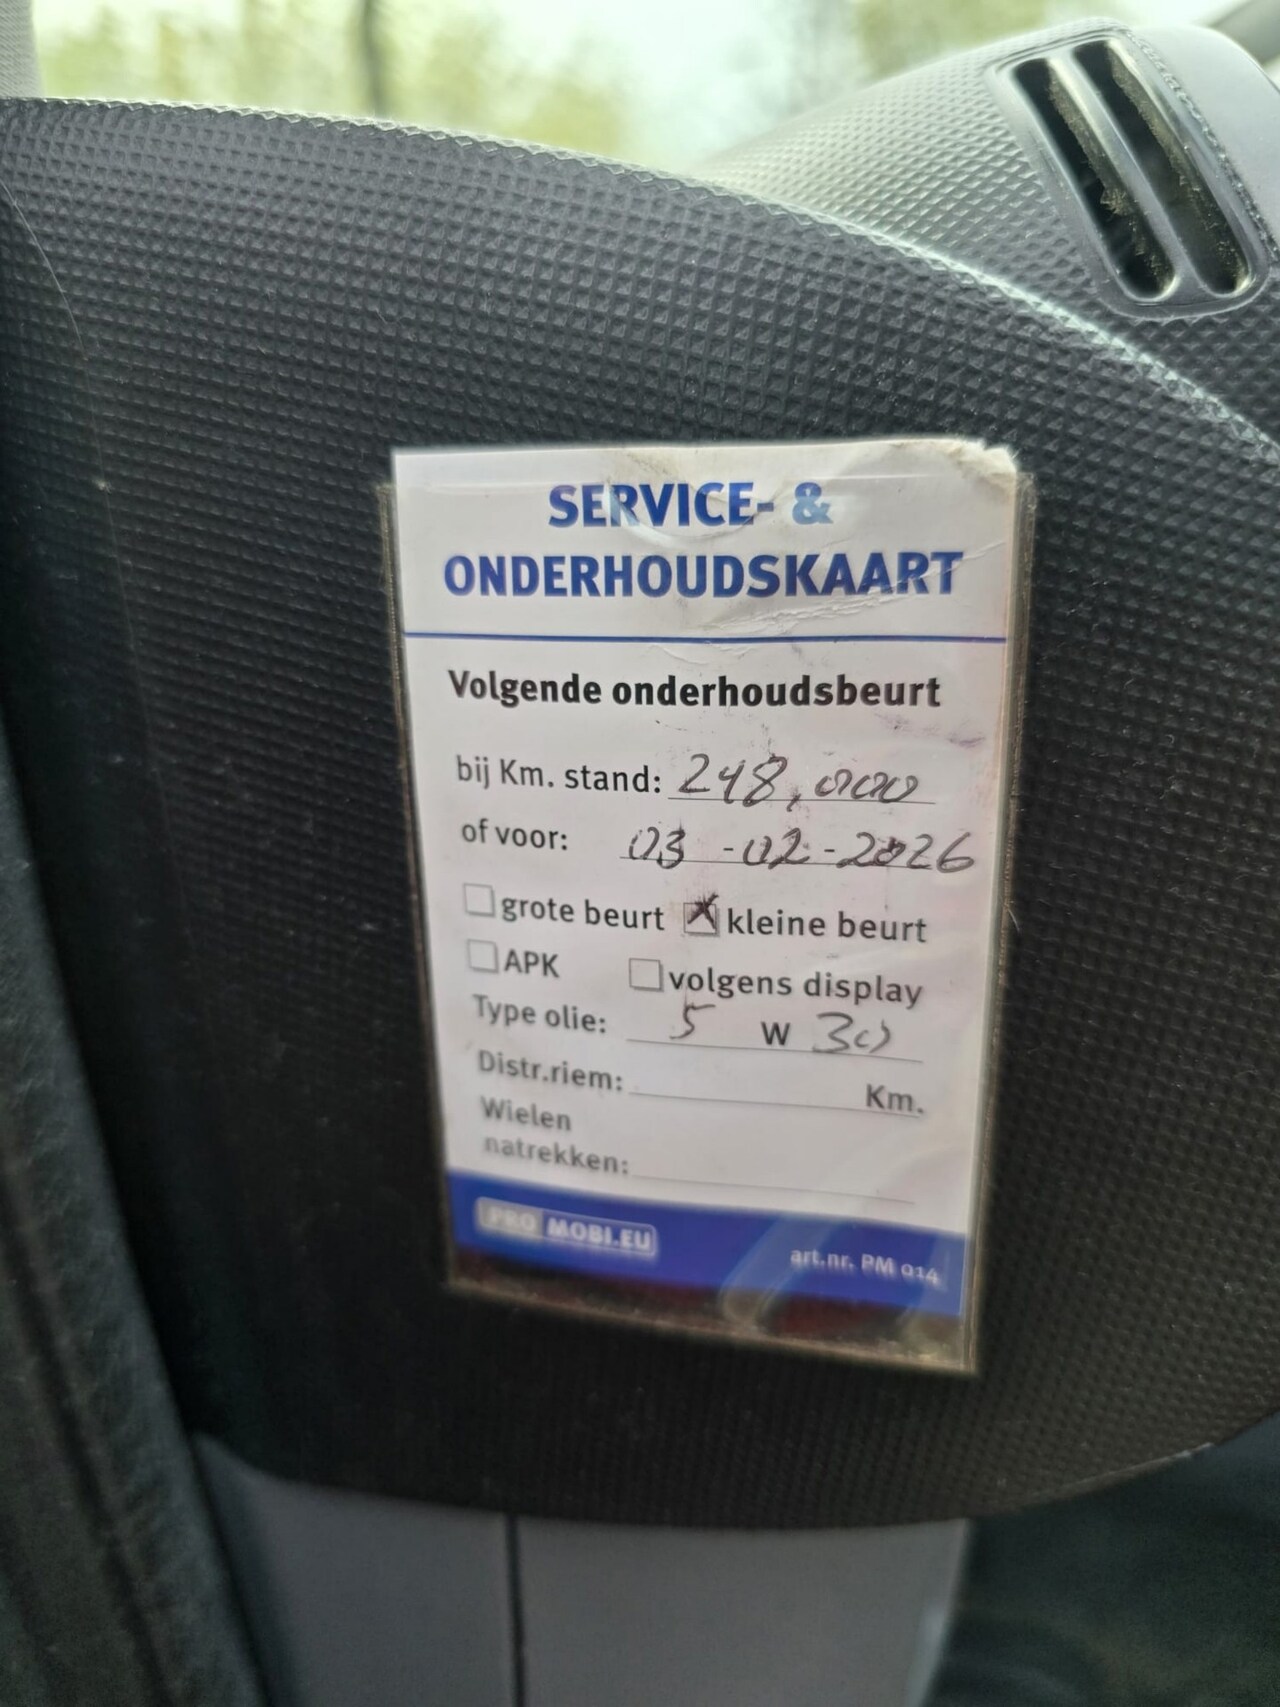 SERVICE- &
ONDERHOUDSKAART
Volgende onderhoudsbeurt
bij Km. stand: 248,000
of voor: 03-02-2026
grote beurt kleine beurt
APK volgens display
Type olie: 5 W 30
Distr.riem: Km.
Wielen
natrekken:
PRO MOBI.EU art.nr. PM 014